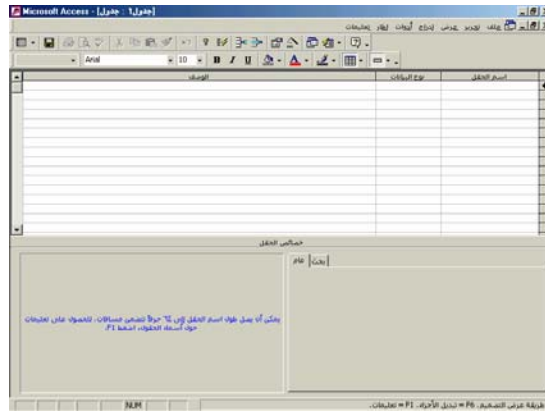 Microsoft Access - [جدول1 : جدول]
ملف تحرير عرض إدراج أدوات إطار تعليمات
Arial 10 B I U
اسم الحقل نوع البيانات الوصف
خصائص الحقل
عام بحث
يمكن أن يصل طول اسم الحقل إلى ٦٤ حرفاً تتضمن مسافات. للحصول على تعليمات
حول أسماء الحقول، اضغط F1.
طريقة عرض التصميم. F6 = تبديل الأجزاء. F1 = تعليمات.
NUM